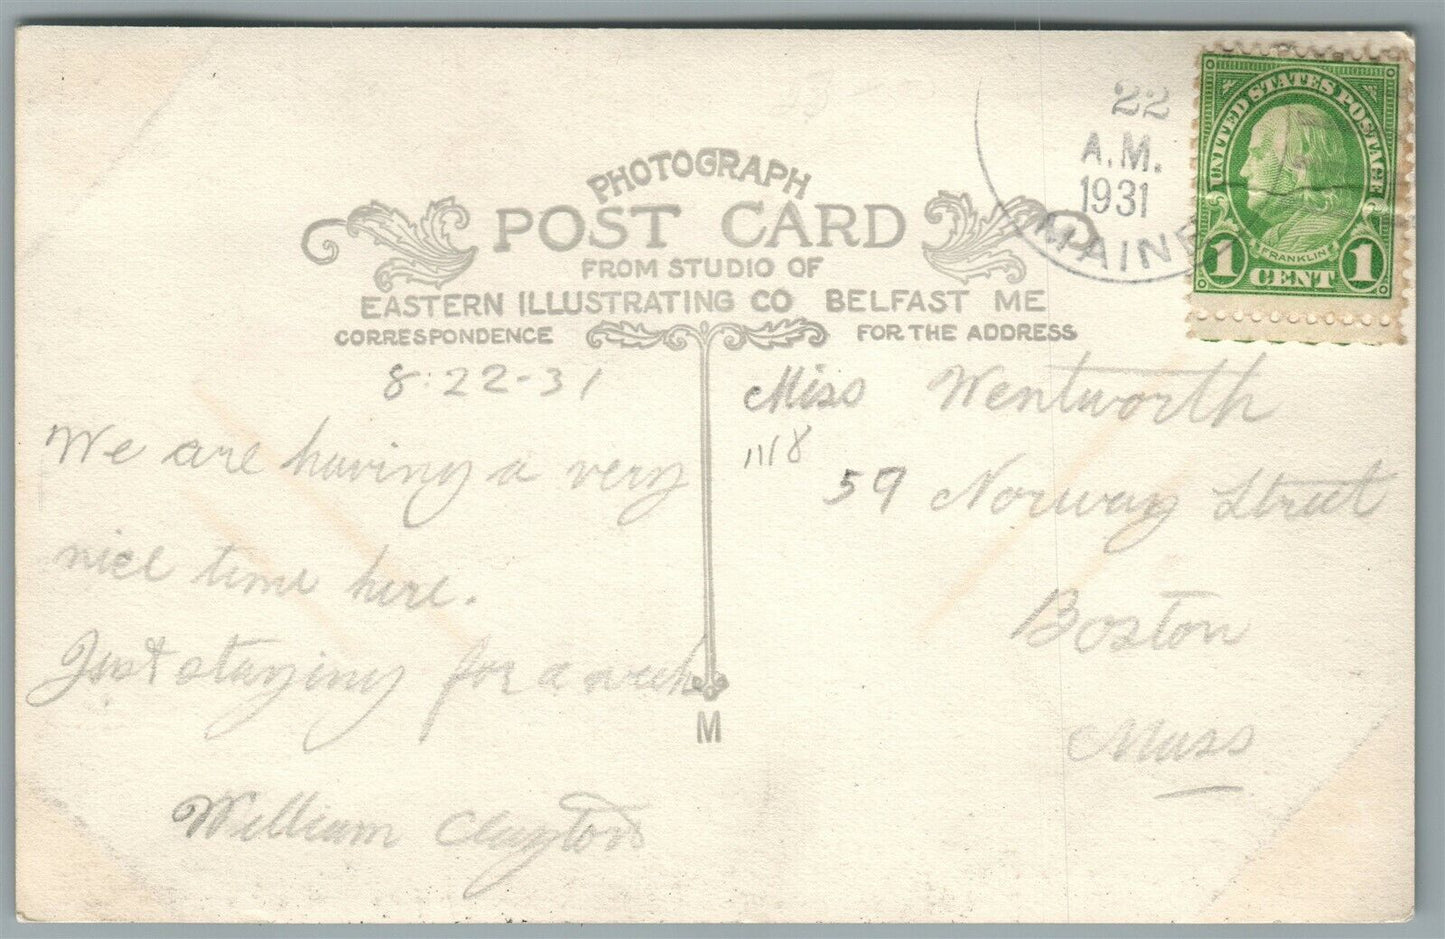 22
A.M.
1931
MAINE
UNITED STATES POSTAGE
FRANKLIN
1 CENT 1
PHOTOGRAPH
POST CARD
FROM STUDIO OF
EASTERN ILLUSTRATING CO BELFAST ME
CORRESPONDENCE
FOR THE ADDRESS
8-22-31
We are having a very
nice time here.
Just staying for a week
William Clayton
M
Miss Wentworth
1118
59 Norway Street
Boston
Mass